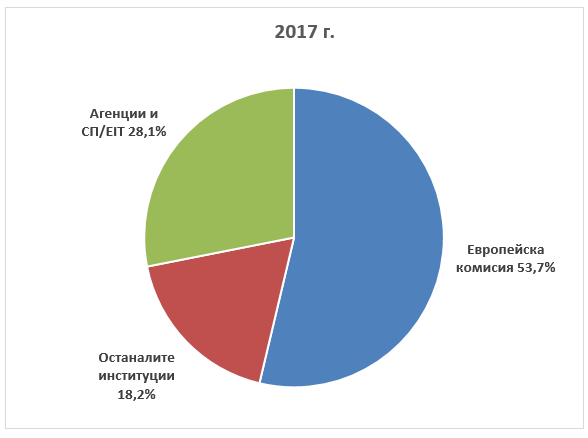 2017 г.
Агенции и
СП/EIT 28,1%
Европейска
комисия 53,7%
Останалите
институции
18,2%